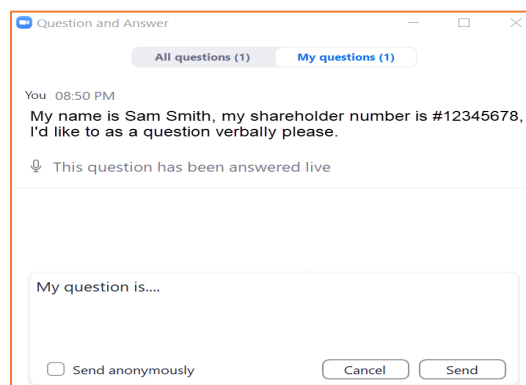 Question and Answer
All questions (1) My questions (1)
You 08:50 PM
My name is Sam Smith, my shareholder number is #12345678,
I'd like to as a question verbally please.
This question has been answered live
My question is....
Send anonymously Cancel Send